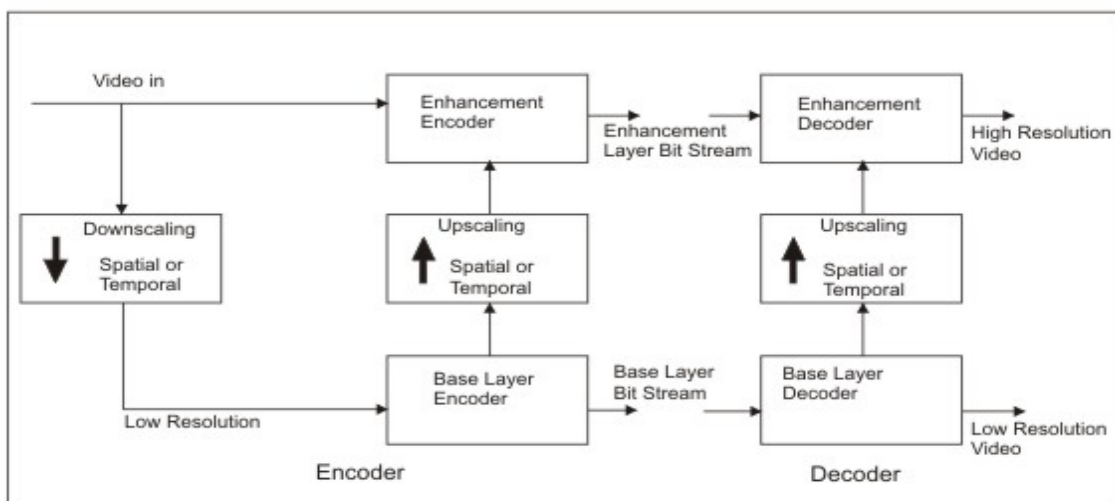 Video in
Enhancement
Encoder
Enhancement
Layer Bit Stream
Enhancement
Decoder
High Resolution
Video
Downscaling
Spatial or
Temporal
Upscaling
Spatial or
Temporal
Upscaling
Spatial or
Temporal
Low Resolution
Base Layer
Encoder
Base Layer
Bit Stream
Base Layer
Decoder
Low Resolution
Video
Encoder
Decoder